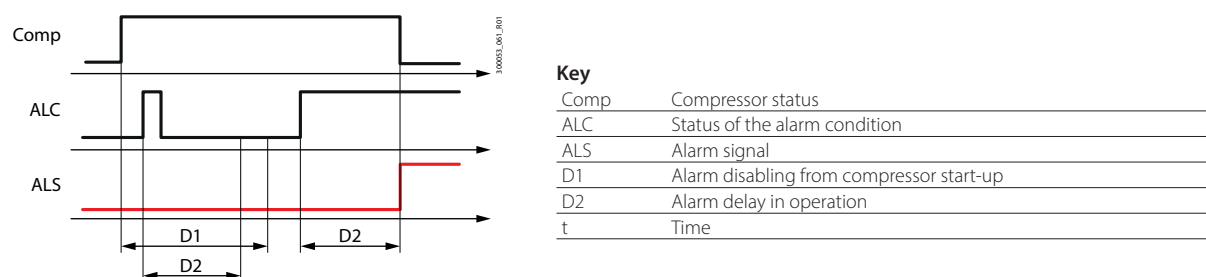 Comp
ALC
ALS
D1
D2
D2
300053_061_R01
Key
Comp Compressor status
ALC Status of the alarm condition
ALS Alarm signal
D1 Alarm disabling from compressor start-up
D2 Alarm delay in operation
t Time